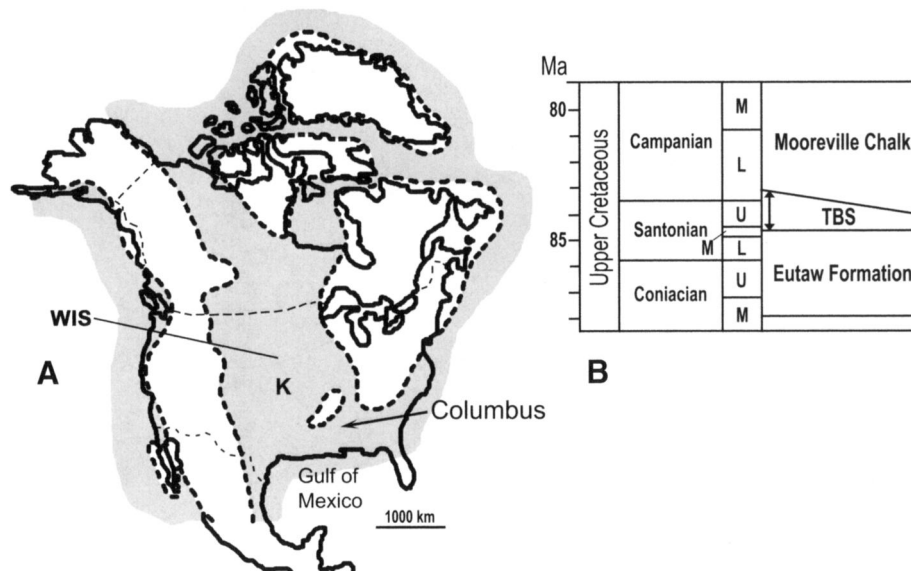 WIS
A
K
Columbus
Gulf of
Mexico
1000 km
Ma
80
85
Upper Cretaceous
Campanian
Santonian
Coniacian
M
L
U
M
L
U
M
Mooreville Chalk
TBS
Eutaw Formation
B